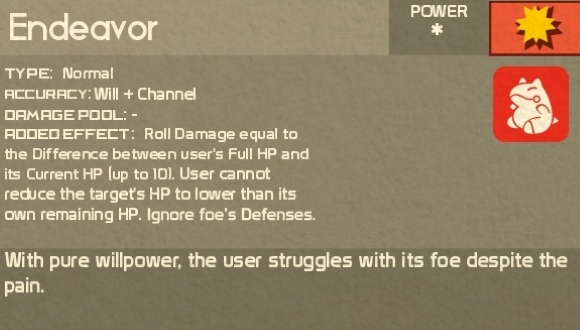 Endeavor
POWER
*
TYPE: Normal
ACCURACY: Will + Channel
DAMAGE POOL: -
ADDED EFFECT: Roll Damage equal to
the Difference between user's Full HP and
its Current HP (up to 10). User cannot
reduce the target's HP to lower than its
own remaining HP. Ignore foe's Defenses.
With pure willpower, the user struggles with its foe despite the
pain.